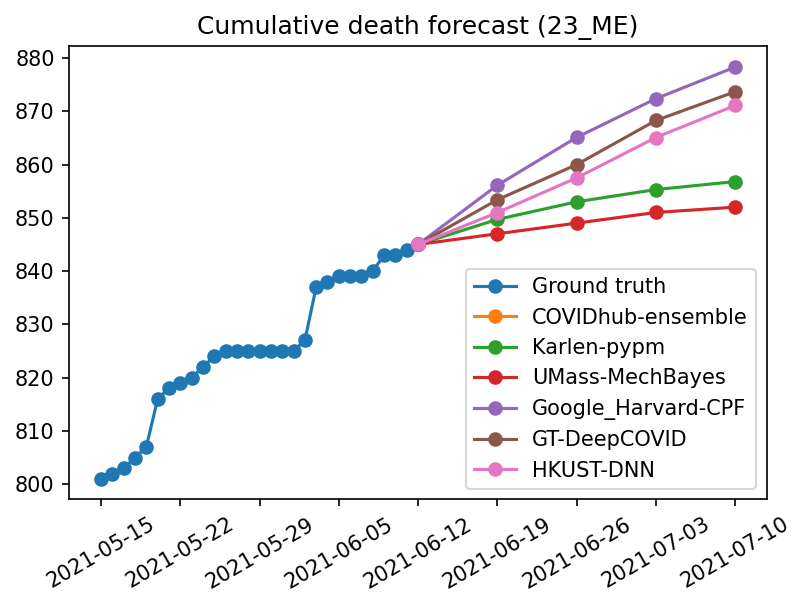 Cumulative death forecast (23_ME)
880
870
860
850
840
830
820
810
800
Ground truth
COVIDhub-ensemble
Karlen-pypm
UMass-MechBayes
Google_Harvard-CPF
GT-DeepCOVID
HKUST-DNN
2021-05-15
2021-05-22
2021-05-29
2021-06-05
2021-06-12
2021-06-19
2021-06-26
2021-07-03
2021-07-10